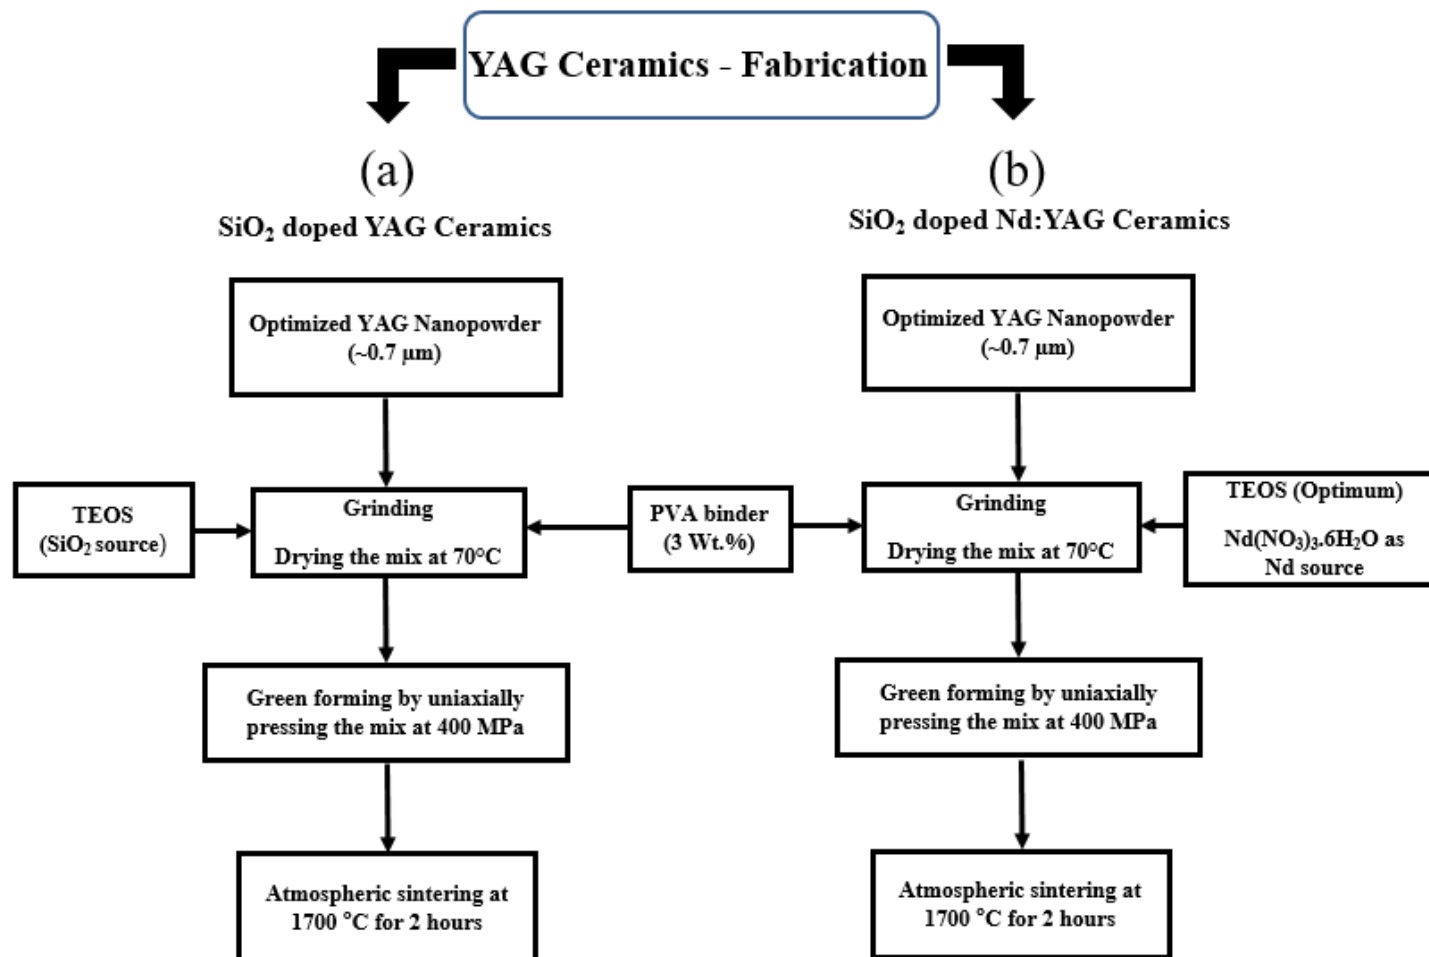 YAG Ceramics - Fabrication
(a)
SiO₂ doped YAG Ceramics
Optimized YAG Nanopowder
(~0.7 µm)
TEOS
(SiO₂ source)
Grinding
Drying the mix at 70°C
PVA binder
(3 Wt.%)
Green forming by uniaxially
pressing the mix at 400 MPa
Atmospheric sintering at
1700 °C for 2 hours
(b)
SiO₂ doped Nd:YAG Ceramics
Optimized YAG Nanopowder
(~0.7 µm)
Grinding
Drying the mix at 70°C
TEOS (Optimum)
Nd(NO₃)₃.6H₂O as
Nd source
Green forming by uniaxially
pressing the mix at 400 MPa
Atmospheric sintering at
1700 °C for 2 hours